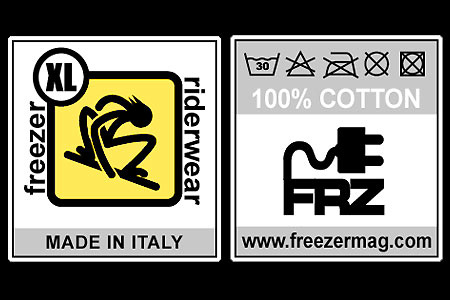 XL
freezer
riderwear
MADE IN ITALY
30
100% COTTON
FRZ
www.freezermag.com